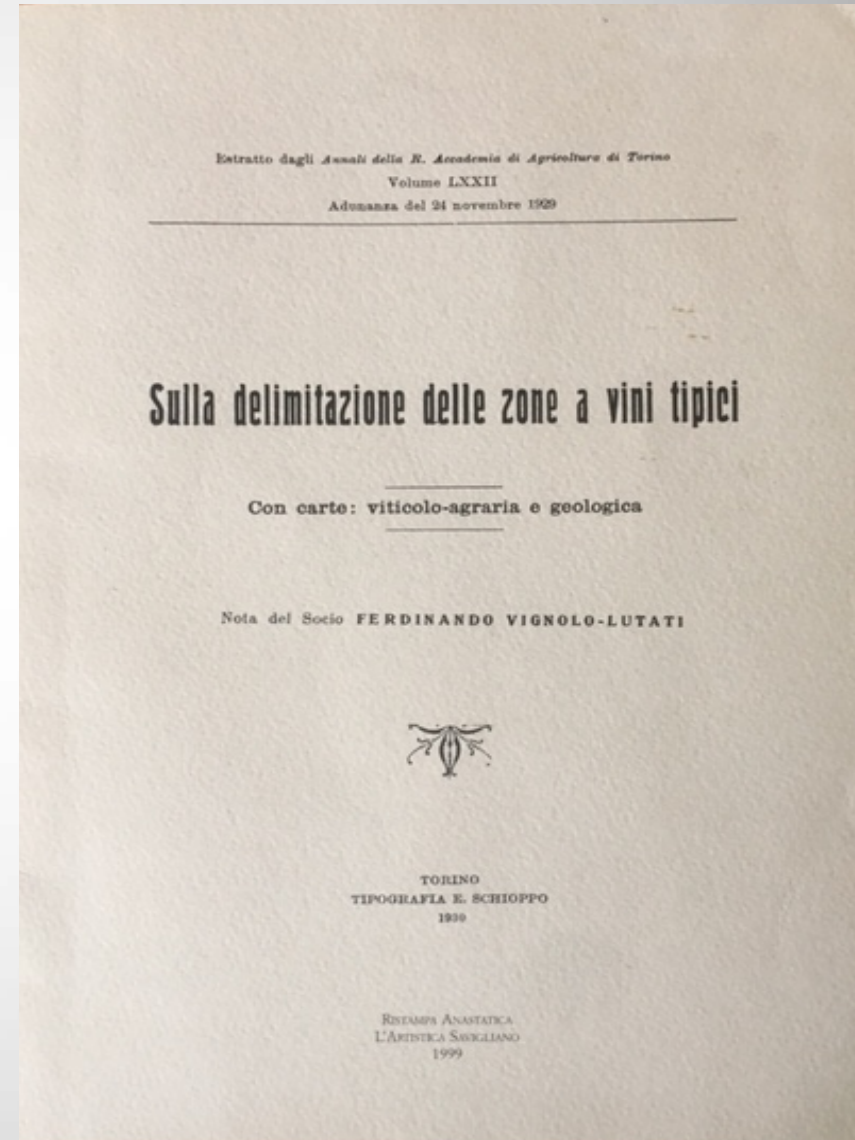 Estratto dagli Annali della R. Accademia di Agricoltura di Torino
Volume LXXII
Adunanza del 24 novembre 1929
Sulla delimitazione delle zone a vini tipici
Con carte: viticolo-agraria e geologica
Nota del Socio FERDINANDO VIGNOLO-LUTATI
TORINO
TIPOGRAFIA E. SCHIOPPO
1930
RISTAMPA ANASTATICA
L'ARTISTICA SAVIGLIANO
1999